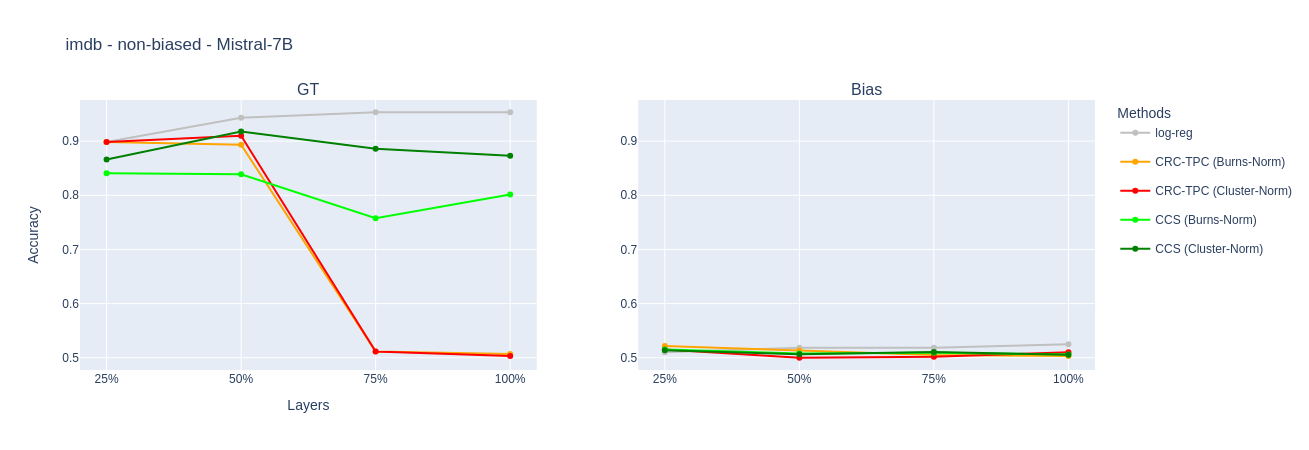 imdb - non-biased - Mistral-7B
GT
Bias
Accuracy
0.9
0.8
0.7
0.6
0.5
25%
50%
75%
100%
Layers
0.9
0.8
0.7
0.6
0.5
25%
50%
75%
100%
Methods
log-reg
CRC-TPC (Burns-Norm)
CRC-TPC (Cluster-Norm)
CCS (Burns-Norm)
CCS (Cluster-Norm)